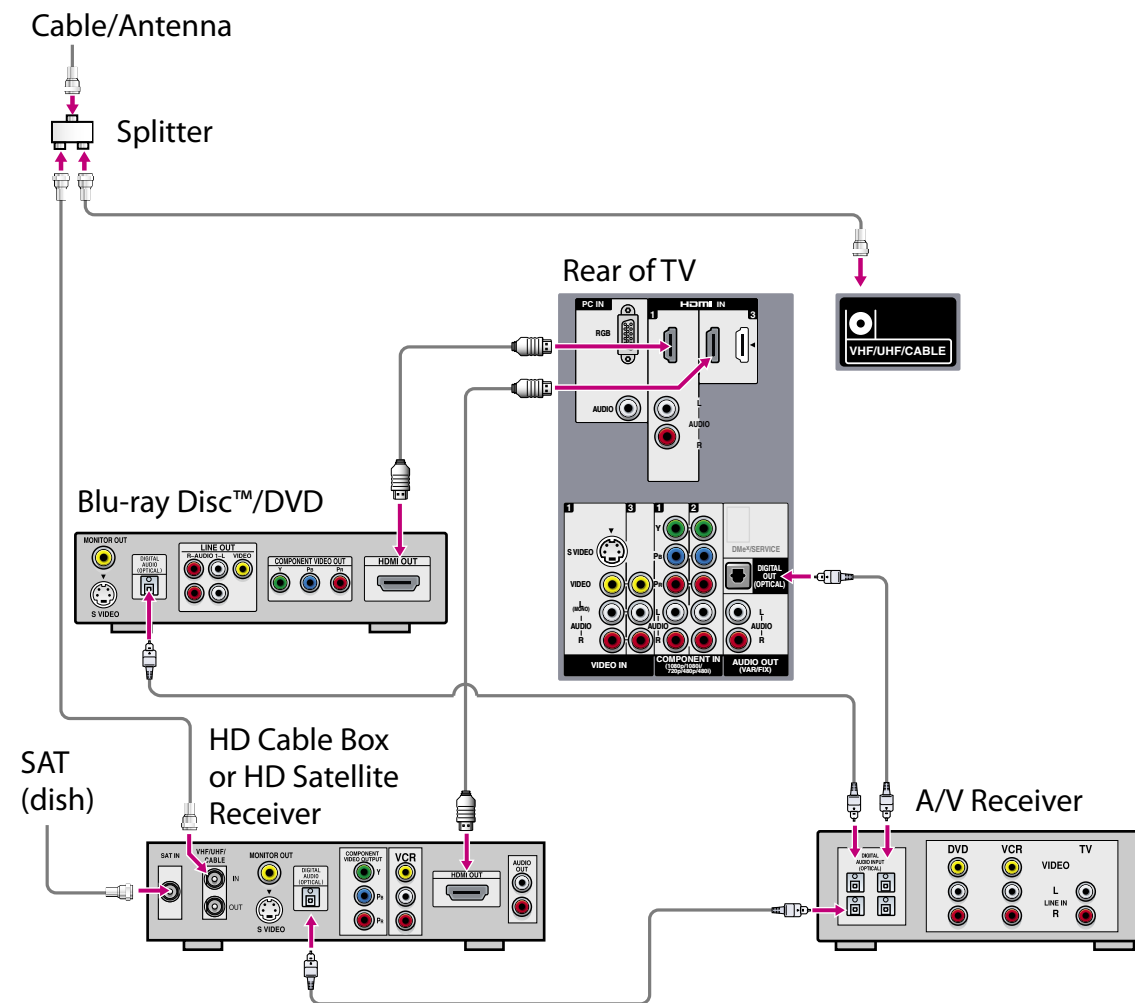 Cable/Antenna
Splitter
Rear of TV
PC IN
HDMI IN
1
3
RGB
VHF/UHF/CABLE
AUDIO
L
AUDIO
R
Blu-ray Disc™/DVD
MONITOR OUT
DIGITAL
AUDIO
(OPTICAL)
LINE OUT
R-AUDIO 1-L VIDEO
COMPONENT VIDEO OUT
Y PB PR
HDMI OUT
S VIDEO
1
3
1
2
Y
S VIDEO
PB
DMex/SERVICE
VIDEO
PR
DIGITAL
OUT
(OPTICAL)
L
(MONO)
AUDIO
R
L
AUDIO
R
L
AUDIO
R
VIDEO IN
COMPONENT IN
(1080p/1080i/
720p/480p/480i)
AUDIO OUT
(VAR/FIX)
SAT
(dish)
HD Cable Box
or HD Satellite
Receiver
A/V Receiver
SAT IN
VHF/UHF/
CABLE
IN
OUT
MONITOR OUT
S VIDEO
DIGITAL
AUDIO
(OPTICAL)
COMPONENT
VIDEO OUTPUT
Y
PB
PR
VCR
HDMI OUT
AUDIO
OUT
DIGITAL
AUDIO INPUT
(OPTICAL)
DVD
VCR
TV
VIDEO
L
LINE IN
R